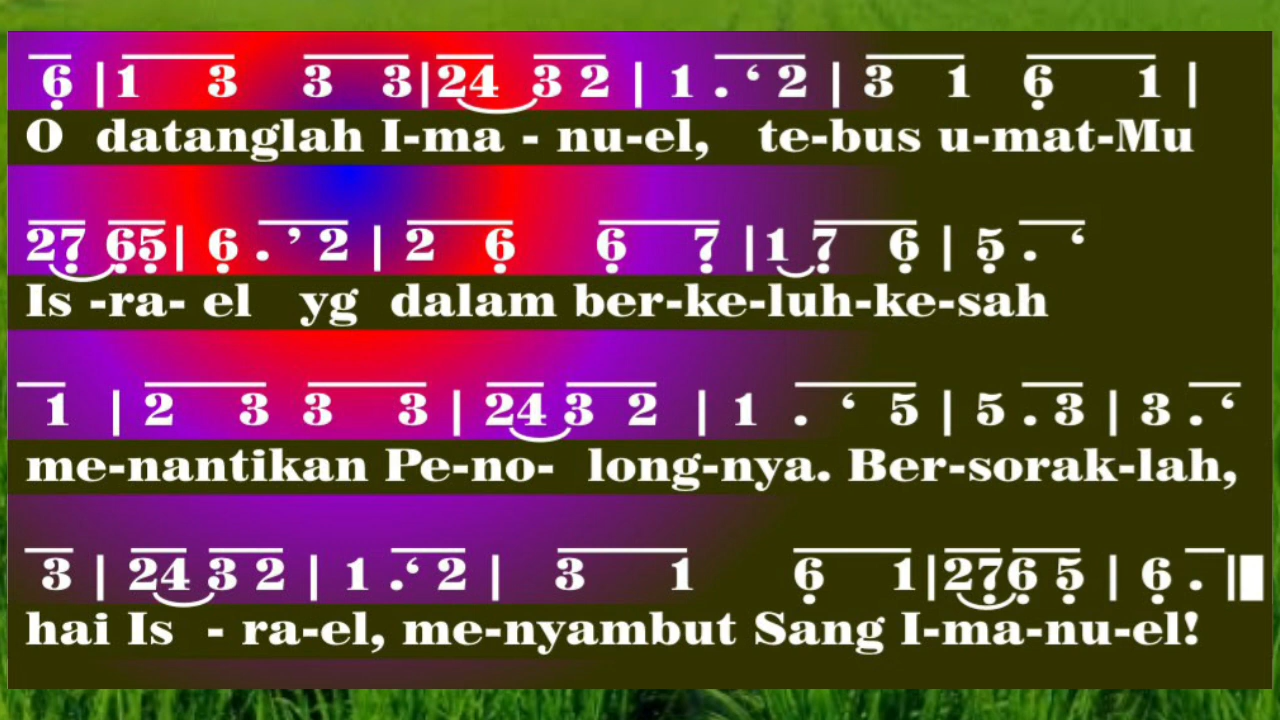 6 | 1 3 3 3 | 24 3 2 | 1 . ‘ 2 | 3 1 6 1 |
O datanglah I-ma - nu-el, te-bus u-mat-Mu
27 65 | 6 . ’ 2 | 2 6 6 7 | 1 7 6 | 5 . ‘
Is -ra- el yg dalam ber-ke-luh-ke-sah
1 | 2 3 3 3 | 24 3 2 | 1 . ‘ 5 | 5 . 3 | 3 . ‘
me-nantikan Pe-no- long-nya. Ber-sorak-lah,
3 | 24 3 2 | 1 .‘ 2 | 3 1 6 1 | 27 6 5 | 6 . ||
hai Is - ra-el, me-nyambut Sang I-ma-nu-el!